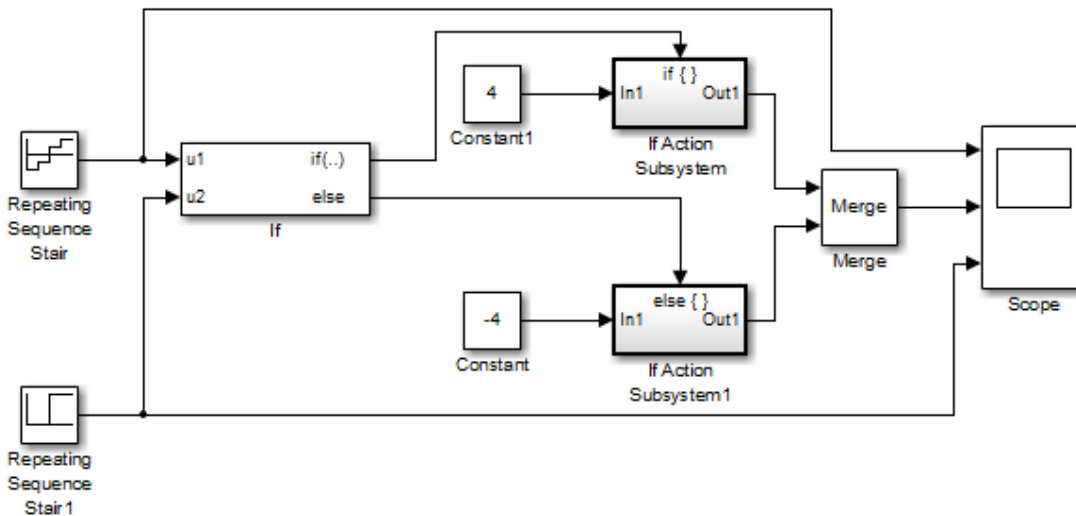 if { }
In1
Out1
4
Constant1
If Action
Subsystem
u1
if(..)
u2
else
If
Repeating
Sequence
Stair
Merge
Merge
Scope
else { }
In1
Out1
-4
Constant
If Action
Subsystem1
Repeating
Sequence
Stair1